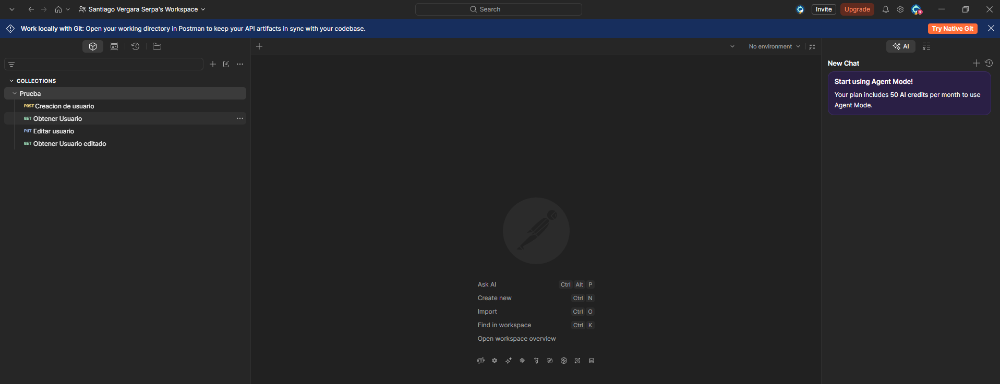 Santiago Vergara Serpa's Workspace
Search
Invite
Upgrade
Work locally with Git: Open your working directory in Postman to keep your API artifacts in sync with your codebase.
Try Native Git
No environment
AI
New Chat
Start using Agent Mode!
Your plan includes 50 AI credits per month to use
Agent Mode.
COLLECTIONS
Prueba
POST Creacion de usuario
GET Obtener Usuario
PUT Editar usuario
GET Obtener Usuario editado
Ask AI Ctrl Alt P
Create new Ctrl N
Import Ctrl O
Find in workspace Ctrl K
Open workspace overview
HTTP